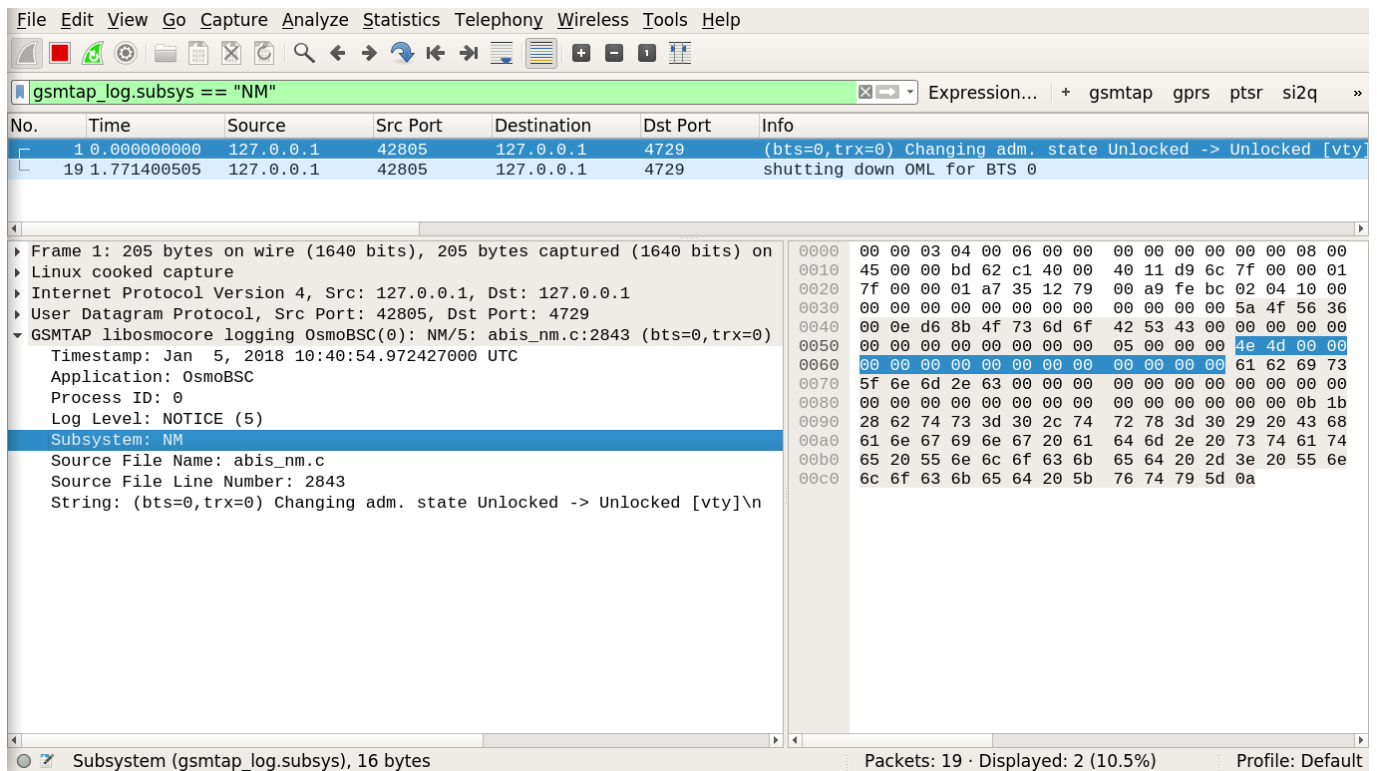 File Edit View Go Capture Analyze Statistics Telephony Wireless Tools Help
gsmtap_log.subsys == "NM" Expression… + gsmtap gprs ptsr si2q »
No. Time Source Src Port Destination Dst Port Info
1 0.000000000 127.0.0.1 42805 127.0.0.1 4729 (bts=0,trx=0) Changing adm. state Unlocked -> Unlocked [vty]
19 1.771400505 127.0.0.1 42805 127.0.0.1 4729 shutting down OML for BTS 0
Frame 1: 205 bytes on wire (1640 bits), 205 bytes captured (1640 bits) on
Linux cooked capture
Internet Protocol Version 4, Src: 127.0.0.1, Dst: 127.0.0.1
User Datagram Protocol, Src Port: 42805, Dst Port: 4729
GSMTAP libosmocore logging OsmoBSC(0): NM/5: abis_nm.c:2843 (bts=0,trx=0)
Timestamp: Jan  5, 2018 10:40:54.972427000 UTC
Application: OsmoBSC
Process ID: 0
Log Level: NOTICE (5)
Subsystem: NM
Source File Name: abis_nm.c
Source File Line Number: 2843
String: (bts=0,trx=0) Changing adm. state Unlocked -> Unlocked [vty]\n
0000 00 00 03 04 00 06 00 00 00 00 00 00 00 00 08 00
0010 45 00 00 bd 62 c1 40 00 40 11 d9 6c 7f 00 00 01
0020 7f 00 00 01 a7 35 12 79 00 a9 fe bc 02 04 10 00
0030 00 00 00 00 00 00 00 00 00 00 00 00 5a 4f 56 36
0040 00 0e d6 8b 4f 73 6d 6f 42 53 43 00 00 00 00 00
0050 00 00 00 00 00 00 00 00 05 00 00 00 4e 4d 00 00
0060 00 00 00 00 00 00 00 00 00 00 00 00 61 62 69 73
0070 5f 6e 6d 2e 63 00 00 00 00 00 00 00 00 00 00 00
0080 00 00 00 00 00 00 00 00 00 00 00 00 00 00 0b 1b
0090 28 62 74 73 3d 30 2c 74 72 78 3d 30 29 20 43 68
00a0 61 6e 67 69 6e 67 20 61 64 6d 2e 20 73 74 61 74
00b0 65 20 55 6e 6c 6f 63 6b 65 64 20 2d 3e 20 55 6e
00c0 6c 6f 63 6b 65 64 20 5b 76 74 79 5d 0a
Subsystem (gsmtap_log.subsys), 16 bytes Packets: 19 · Displayed: 2 (10.5%) Profile: Default